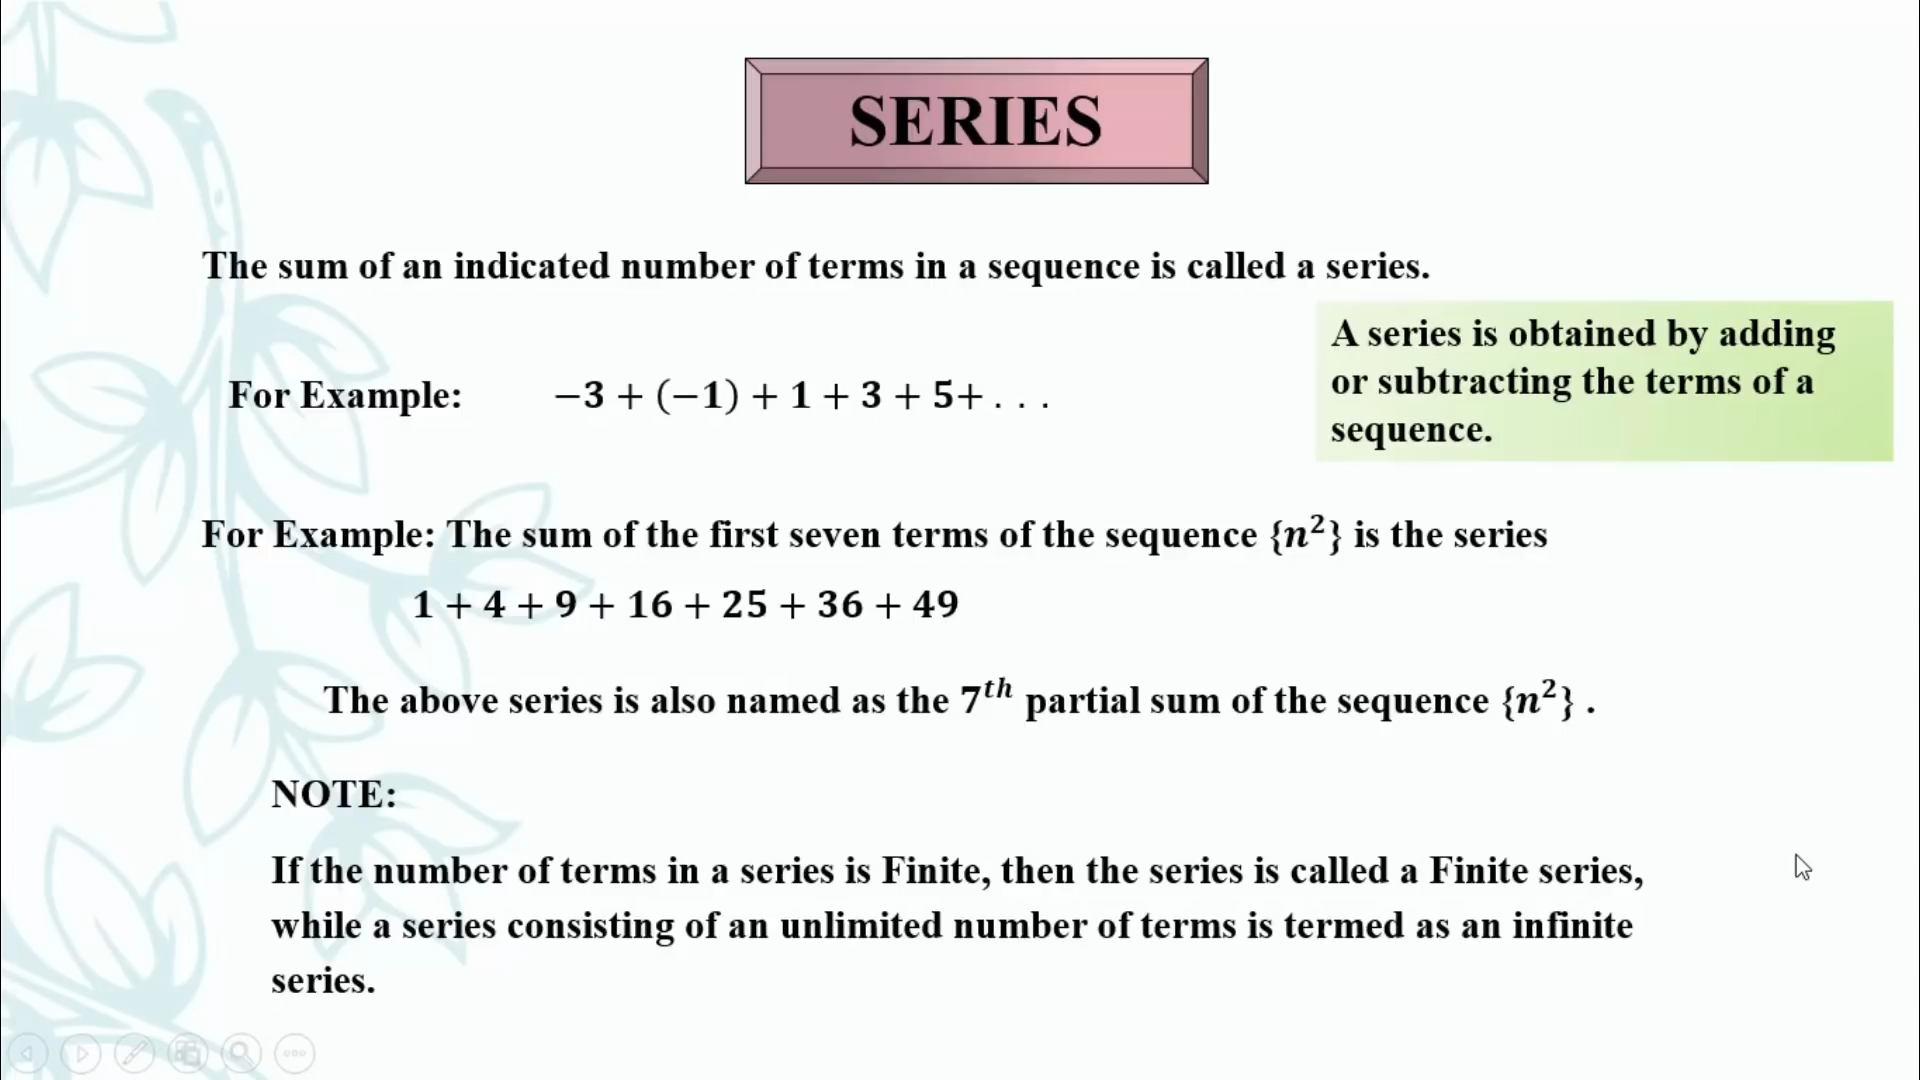 SERIES
The sum of an indicated number of terms in a sequence is called a series.
A series is obtained by adding
or subtracting the terms of a
sequence.
For Example: −3 + (−1) + 1 + 3 + 5+ . . .
For Example: The sum of the first seven terms of the sequence {n²} is the series
1 + 4 + 9 + 16 + 25 + 36 + 49
The above series is also named as the 7ᵗʰ partial sum of the sequence {n²} .
NOTE:
If the number of terms in a series is Finite, then the series is called a Finite series,
while a series consisting of an unlimited number of terms is termed as an infinite
series.